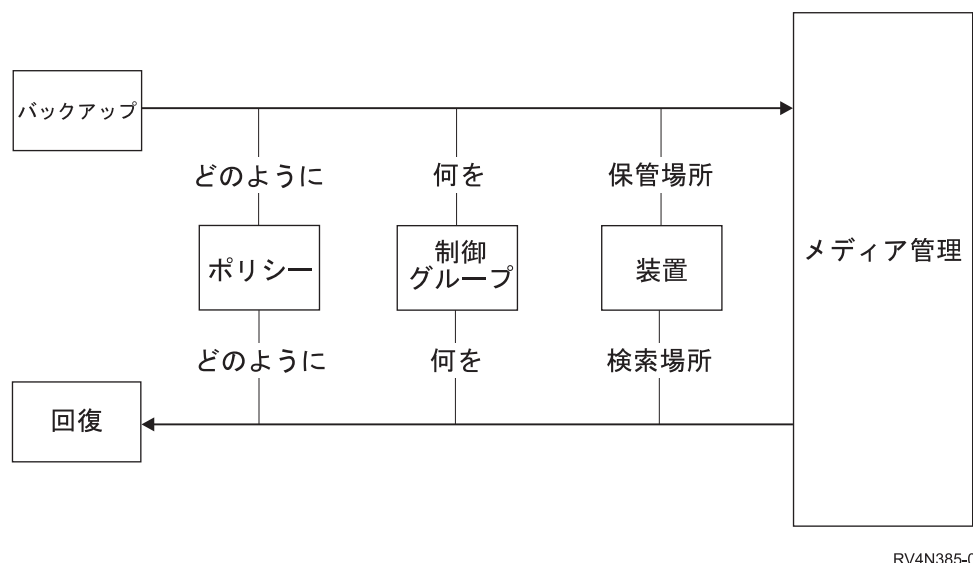 バックアップ
どのように
何を
保管場所
ポリシー
制御
グループ
装置
メディア管理
どのように
何を
検索場所
回復
RV4N385-0